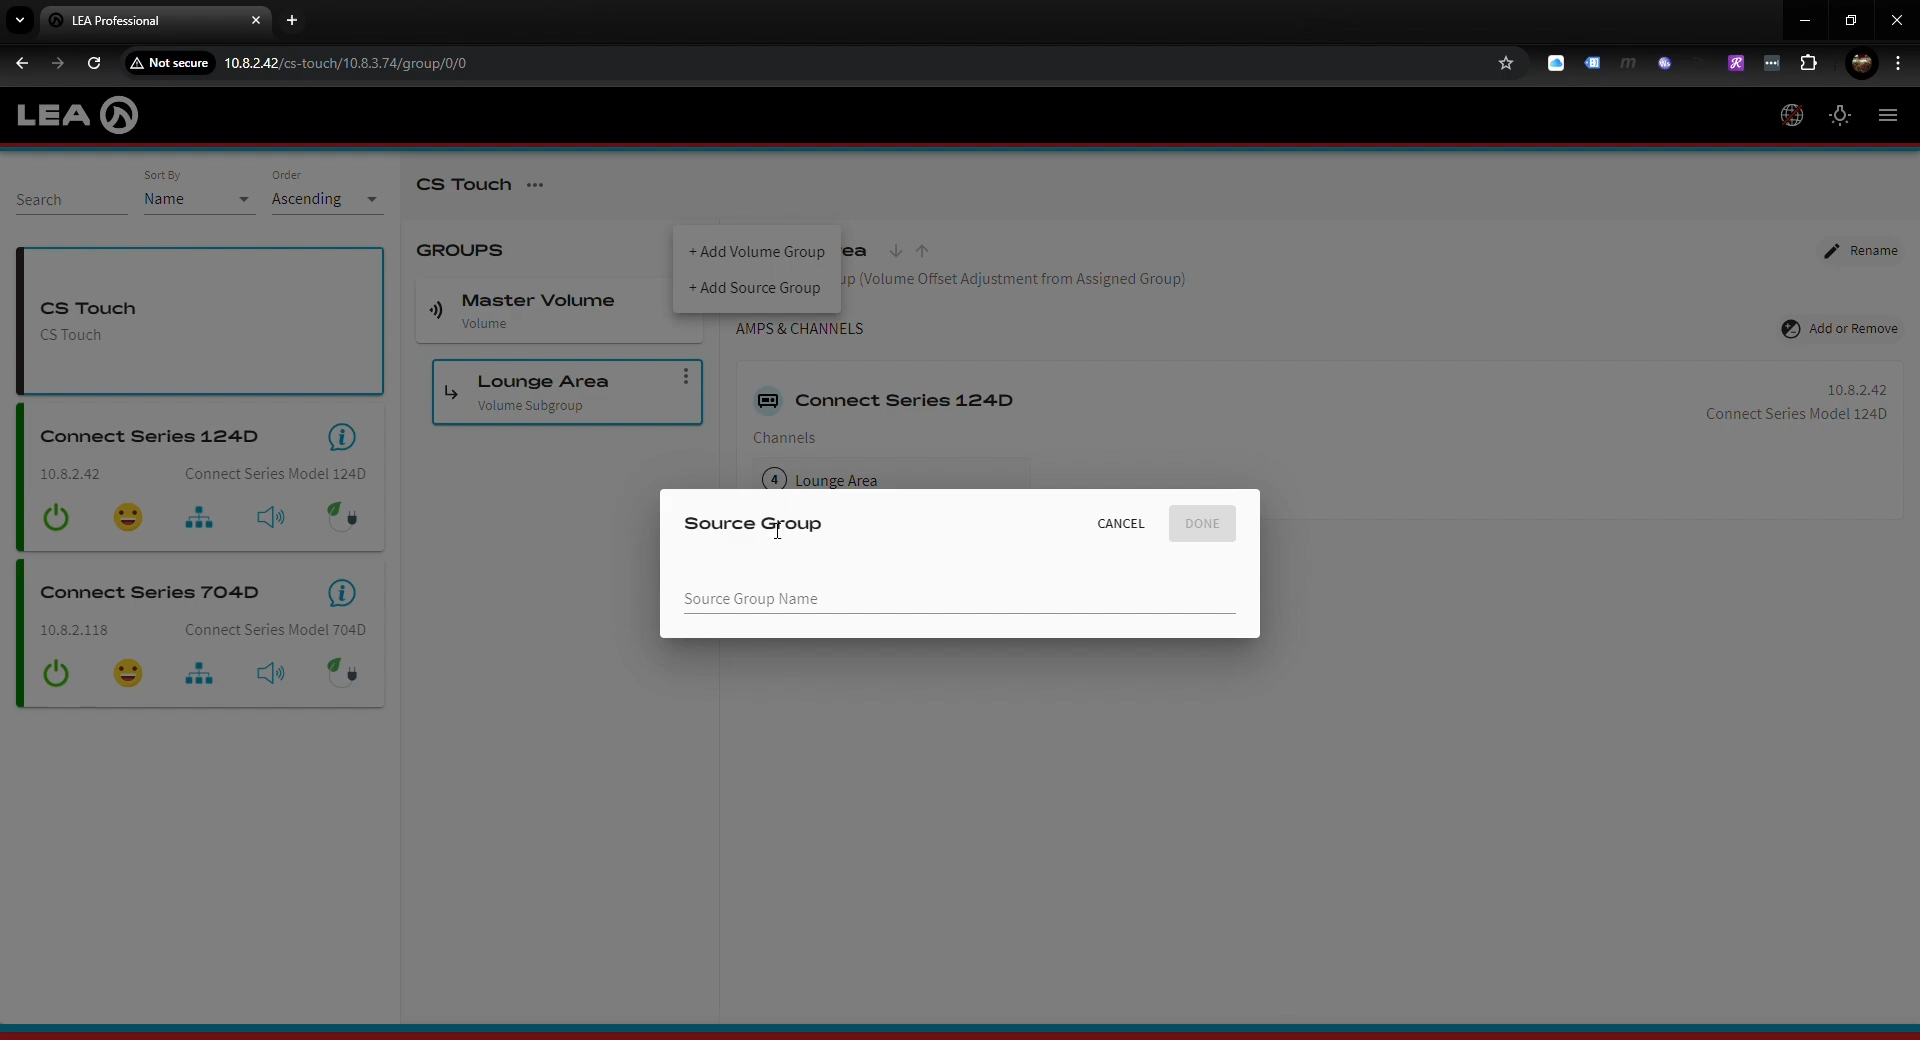 LEA Professional
Not secure
10.8.2.42/cs-touch/10.8.3.74/group/0/0
LEA
Search
Sort By
Name
Order
Ascending
CS Touch
CS Touch
Connect Series 124D
10.8.2.42
Connect Series Model 124D
Connect Series 704D
10.8.2.118
Connect Series Model 704D
CS Touch
GROUPS
Master Volume
Volume
Lounge Area
Volume Subgroup
+ Add Volume Group
+ Add Source Group
ea
Rename
up (Volume Offset Adjustment from Assigned Group)
AMPS & CHANNELS
Add or Remove
Connect Series 124D
10.8.2.42
Connect Series Model 124D
Channels
4 Lounge Area
Source Group
CANCEL
DONE
Source Group Name